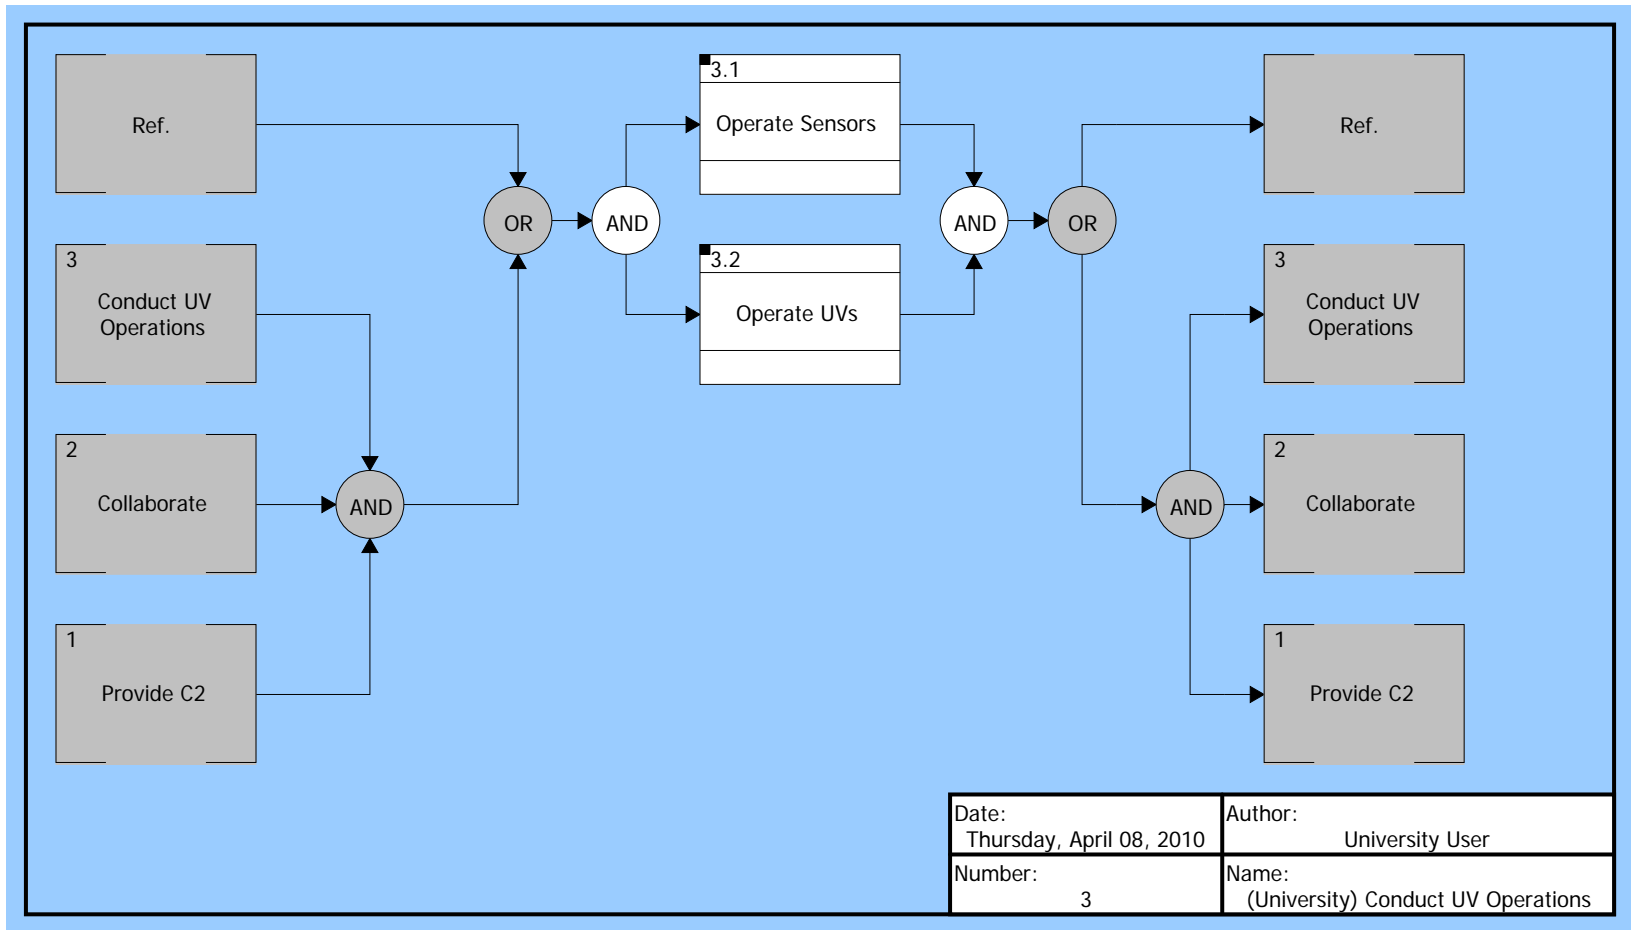 Ref.
3.1
Operate Sensors
Ref.
OR
AND
AND
OR
3
Conduct UV
Operations
3.2
Operate UVs
3
Conduct UV
Operations
2
Collaborate
AND
AND
2
Collaborate
1
Provide C2
1
Provide C2
Date:
Thursday, April 08, 2010
Author:
University User
Number:
3
Name:
(University) Conduct UV Operations